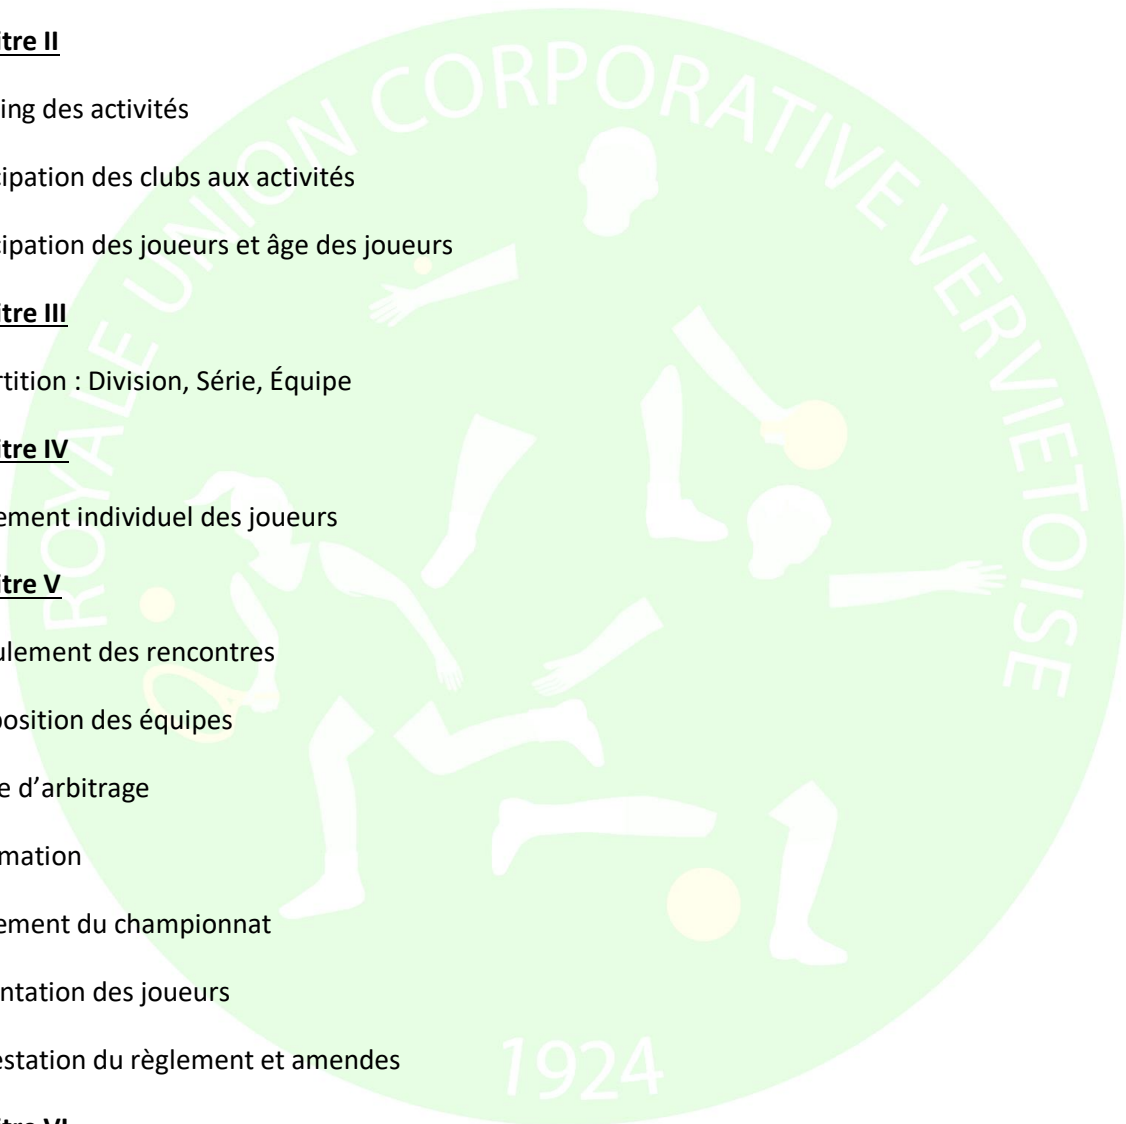 itre II
ing des activités
cipation des clubs aux activités
cipation des joueurs et âge des joueurs
itre III
rtition : Division, Série, Équipe
itre IV
ement individuel des joueurs
itre V
ulement des rencontres
position des équipes
e d’arbitrage
mation
ement du championnat
ntation des joueurs
estation du règlement et amendes
itre VI
ROYALE UNION CORPORATIVE VERVIETOISE
1924